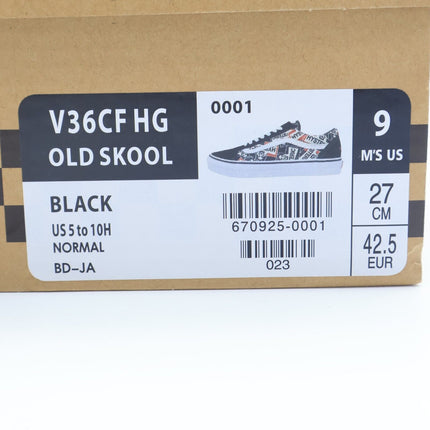 V36CF HG
OLD SKOOL
0001
9
M'S US
BLACK
US 5 to 10H
NORMAL
BD-JA
670925-0001
023
27
CM
42.5
EUR